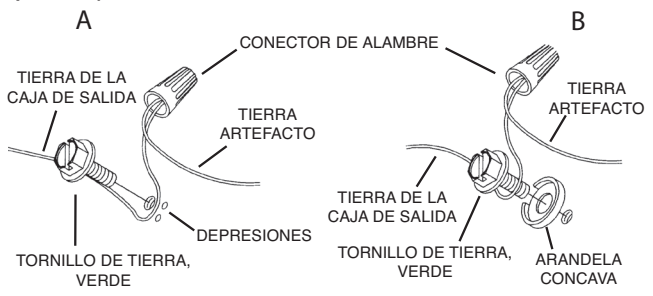 A
B
CONECTOR DE ALAMBRE
TIERRA DE LA
CAJA DE SALIDA
TIERRA
ARTEFACTO
TIERRA
ARTEFACTO
TIERRA DE LA
CAJA DE SALIDA
DEPRESIONES
TORNILLO DE TIERRA,
VERDE
TORNILLO DE TIERRA,
VERDE
ARANDELA
CONCAVA